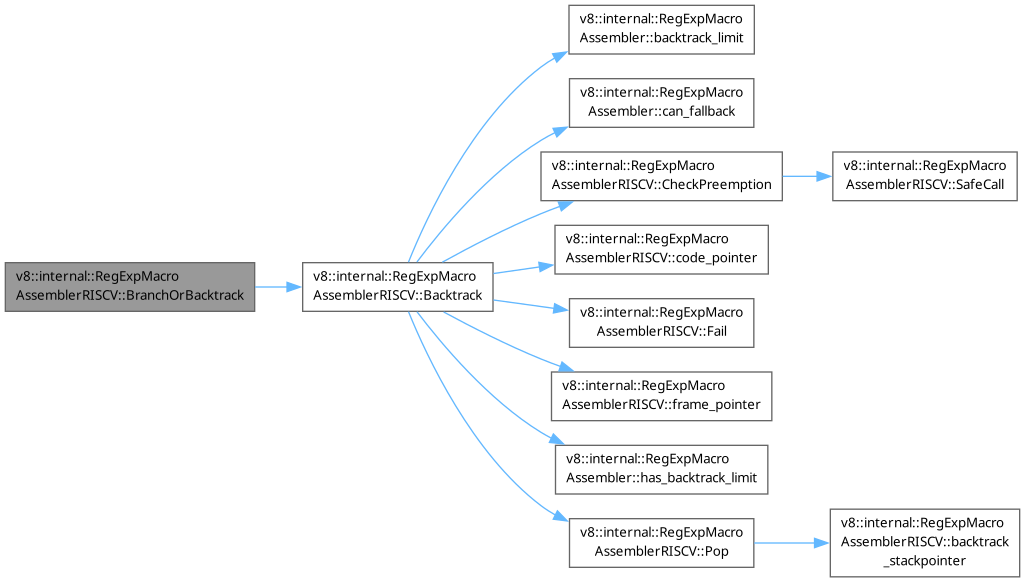 v8::internal::RegExpMacro
Assembler::backtrack_limit
v8::internal::RegExpMacro
Assembler::can_fallback
v8::internal::RegExpMacro
AssemblerRISCV::CheckPreemption
v8::internal::RegExpMacro
AssemblerRISCV::SafeCall
v8::internal::RegExpMacro
AssemblerRISCV::code_pointer
v8::internal::RegExpMacro
AssemblerRISCV::BranchOrBacktrack
v8::internal::RegExpMacro
AssemblerRISCV::Backtrack
v8::internal::RegExpMacro
AssemblerRISCV::Fail
v8::internal::RegExpMacro
AssemblerRISCV::frame_pointer
v8::internal::RegExpMacro
Assembler::has_backtrack_limit
v8::internal::RegExpMacro
AssemblerRISCV::Pop
v8::internal::RegExpMacro
AssemblerRISCV::backtrack
_stackpointer